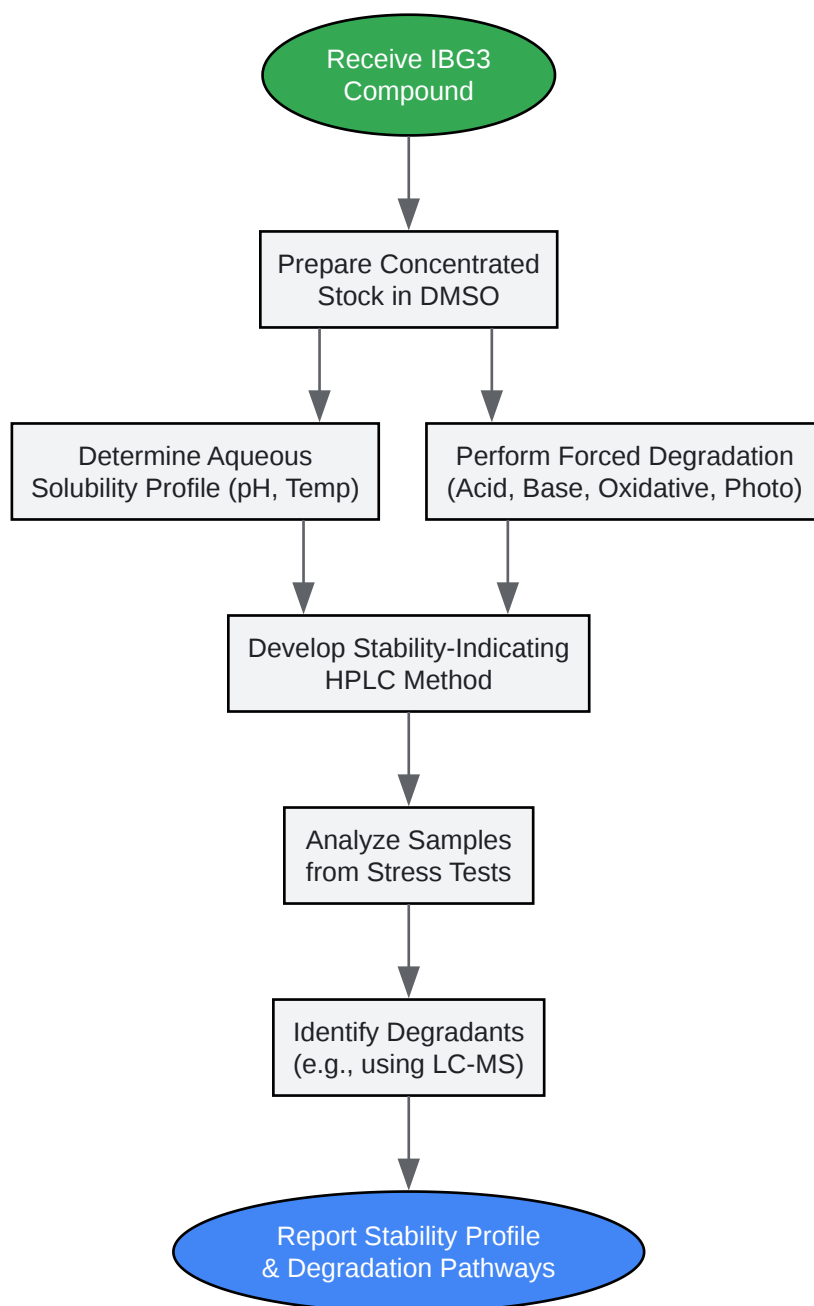 Receive IBG3
Compound
Prepare Concentrated
Stock in DMSO
Determine Aqueous
Solubility Profile (pH, Temp)
Perform Forced Degradation
(Acid, Base, Oxidative, Photo)
Develop Stability-Indicating
HPLC Method
Analyze Samples
from Stress Tests
Identify Degradants
(e.g., using LC-MS)
Report Stability Profile
& Degradation Pathways